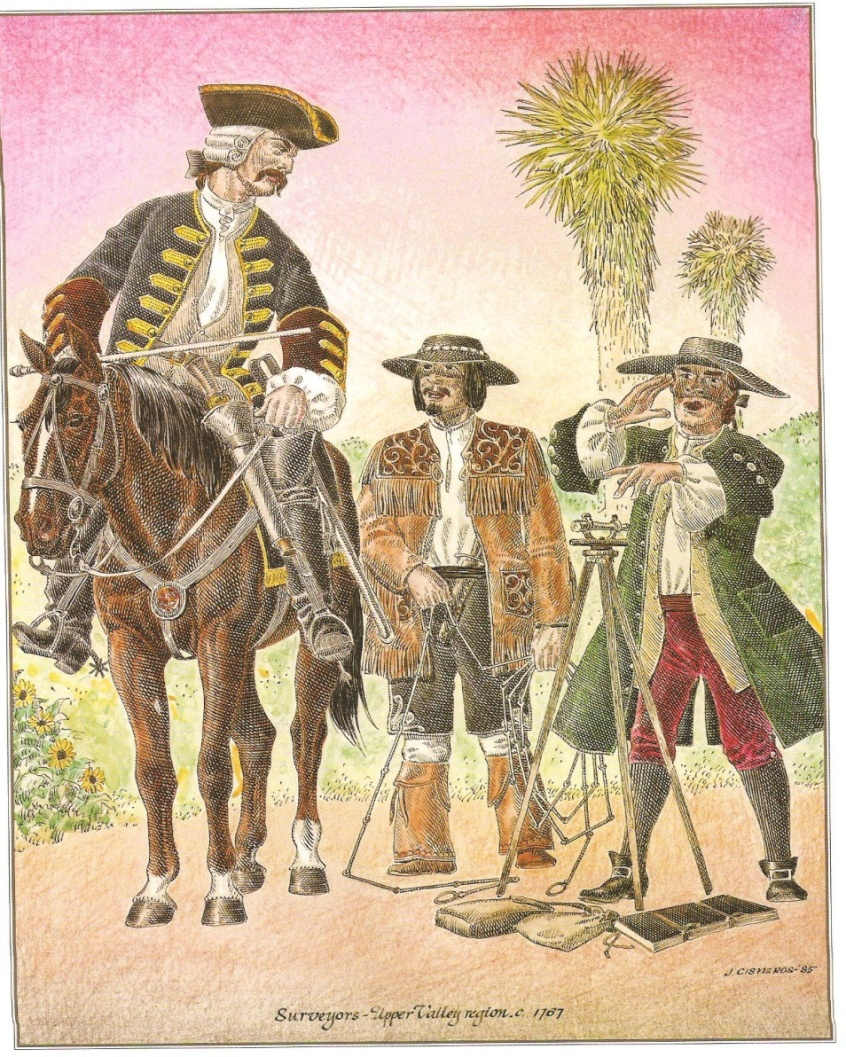 J. CISNEROS-'85
Surveyors - Upper Valley region. c. 1767